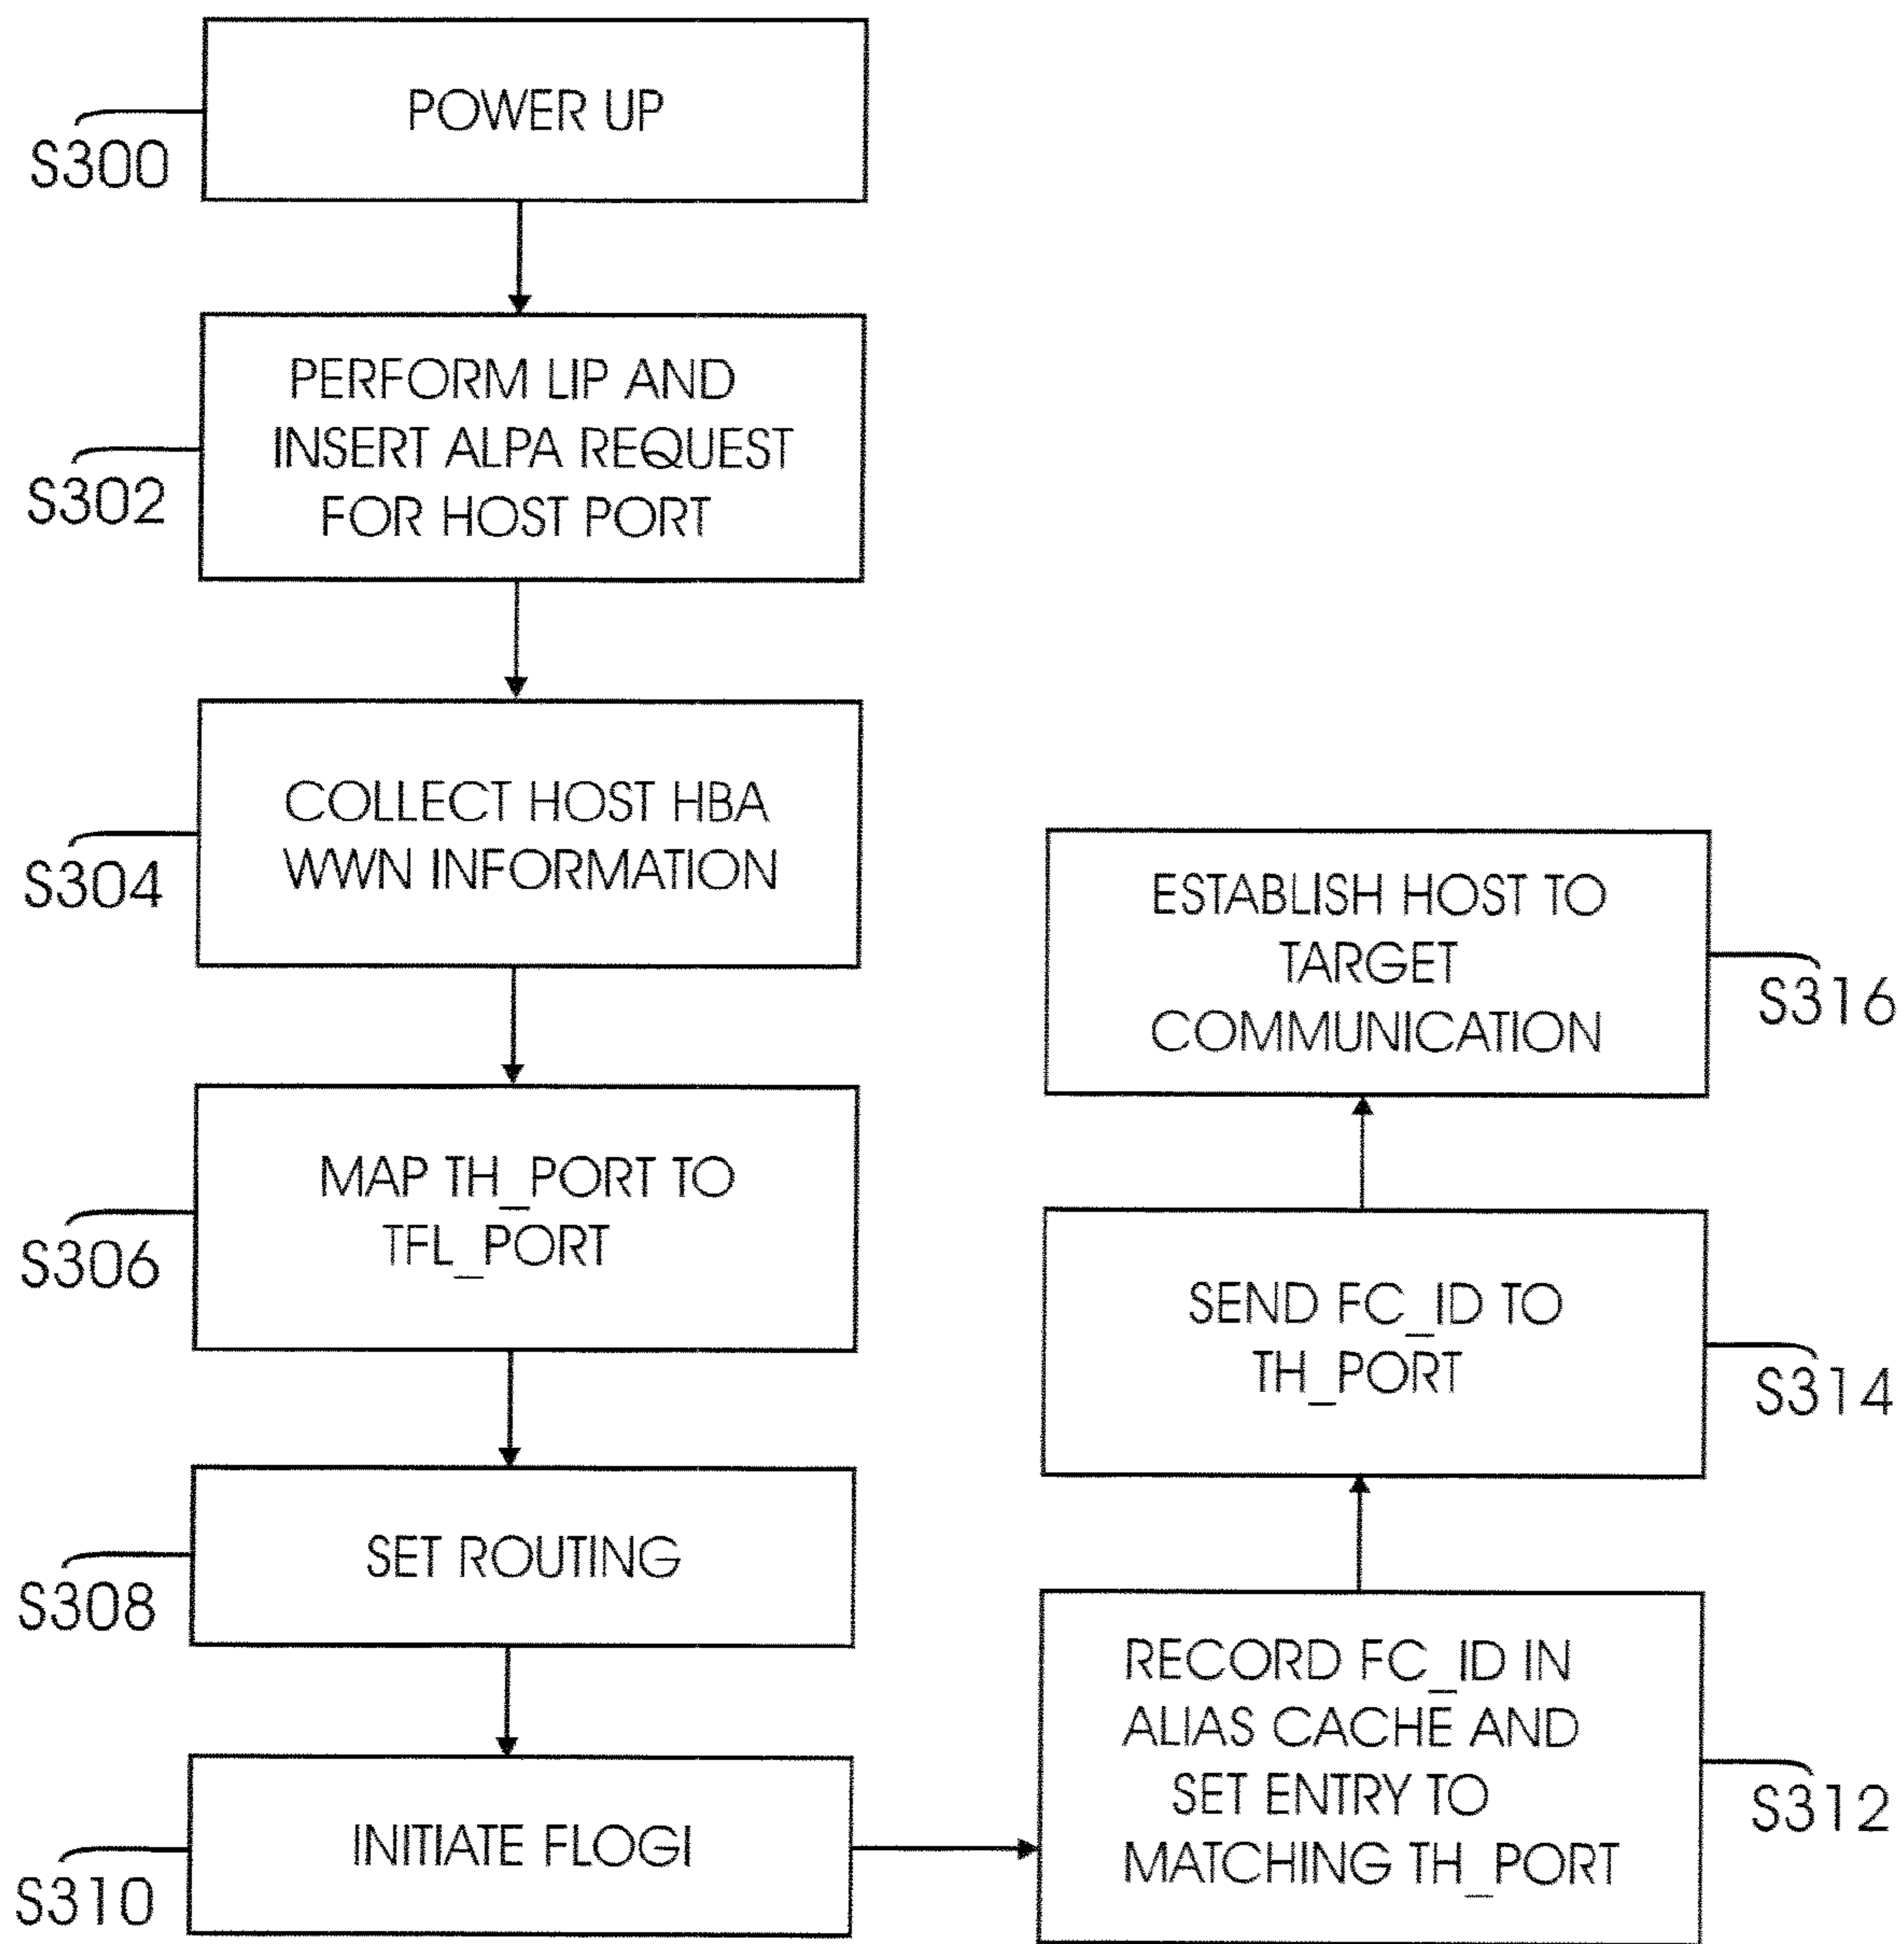 POWER UP
S300
PERFORM LIP AND
INSERT ALPA REQUEST
FOR HOST PORT
S302
COLLECT HOST HBA
WWN INFORMATION
S304
MAP TH_PORT TO
TFL_PORT
S306
SET ROUTING
S308
INITIATE FLOGI
S310
RECORD FC_ID IN
ALIAS CACHE AND
SET ENTRY TO
MATCHING TH_PORT
S312
SEND FC_ID TO
TH_PORT
S314
ESTABLISH HOST TO
TARGET
COMMUNICATION
S316